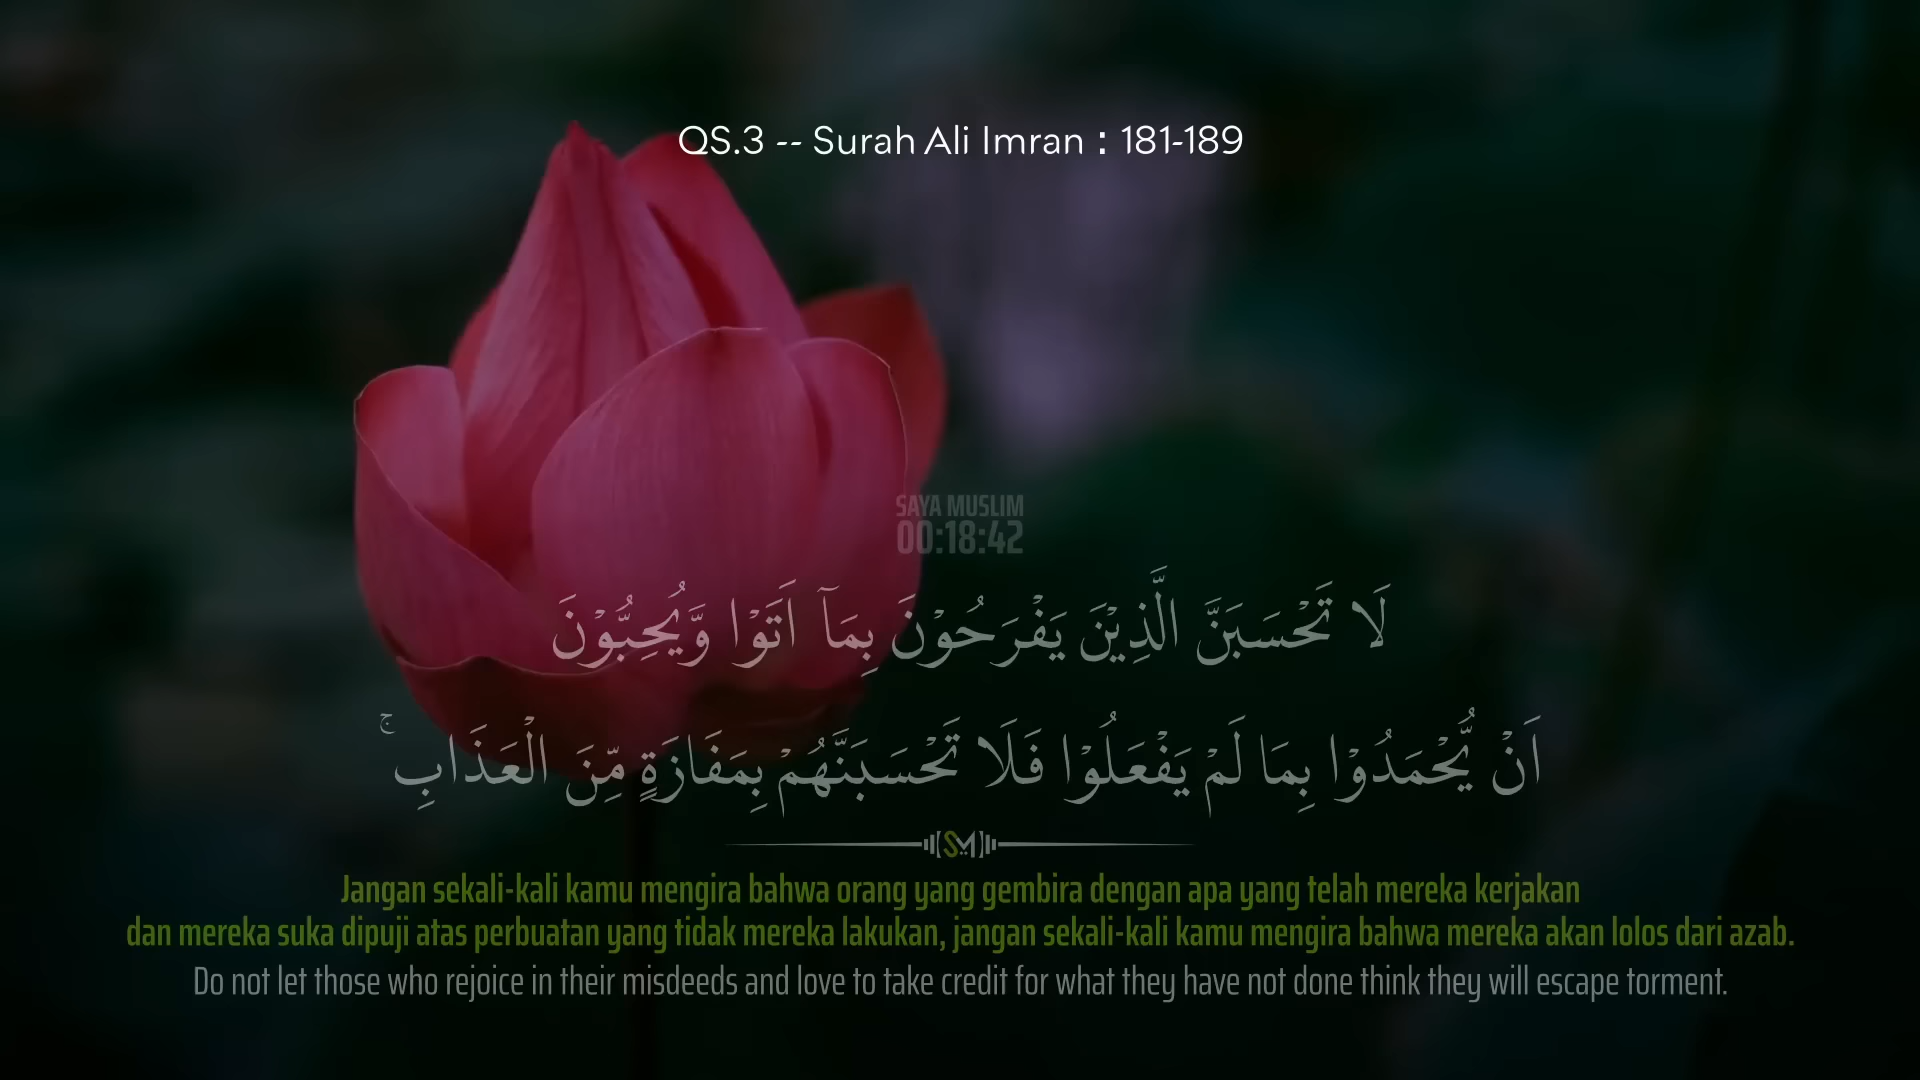 QS.3 -- Surah Ali Imran : 181-189
SAYA MUSLIM
00:18:42
لَا تَحْسَبَنَّ الَّذِيْنَ يَفْرَحُوْنَ بِمَآ اَتَوْا وَّيُحِبُّوْنَ
اَنْ يُّحْمَدُوْا بِمَا لَمْ يَفْعَلُوْا فَلَا تَحْسَبَنَّهُمْ بِمَفَازَةٍ مِّنَ الْعَذَابِۚ
SM
Jangan sekali-kali kamu mengira bahwa orang yang gembira dengan apa yang telah mereka kerjakan
dan mereka suka dipuji atas perbuatan yang tidak mereka lakukan, jangan sekali-kali kamu mengira bahwa mereka akan lolos dari azab.
Do not let those who rejoice in their misdeeds and love to take credit for what they have not done think they will escape torment.